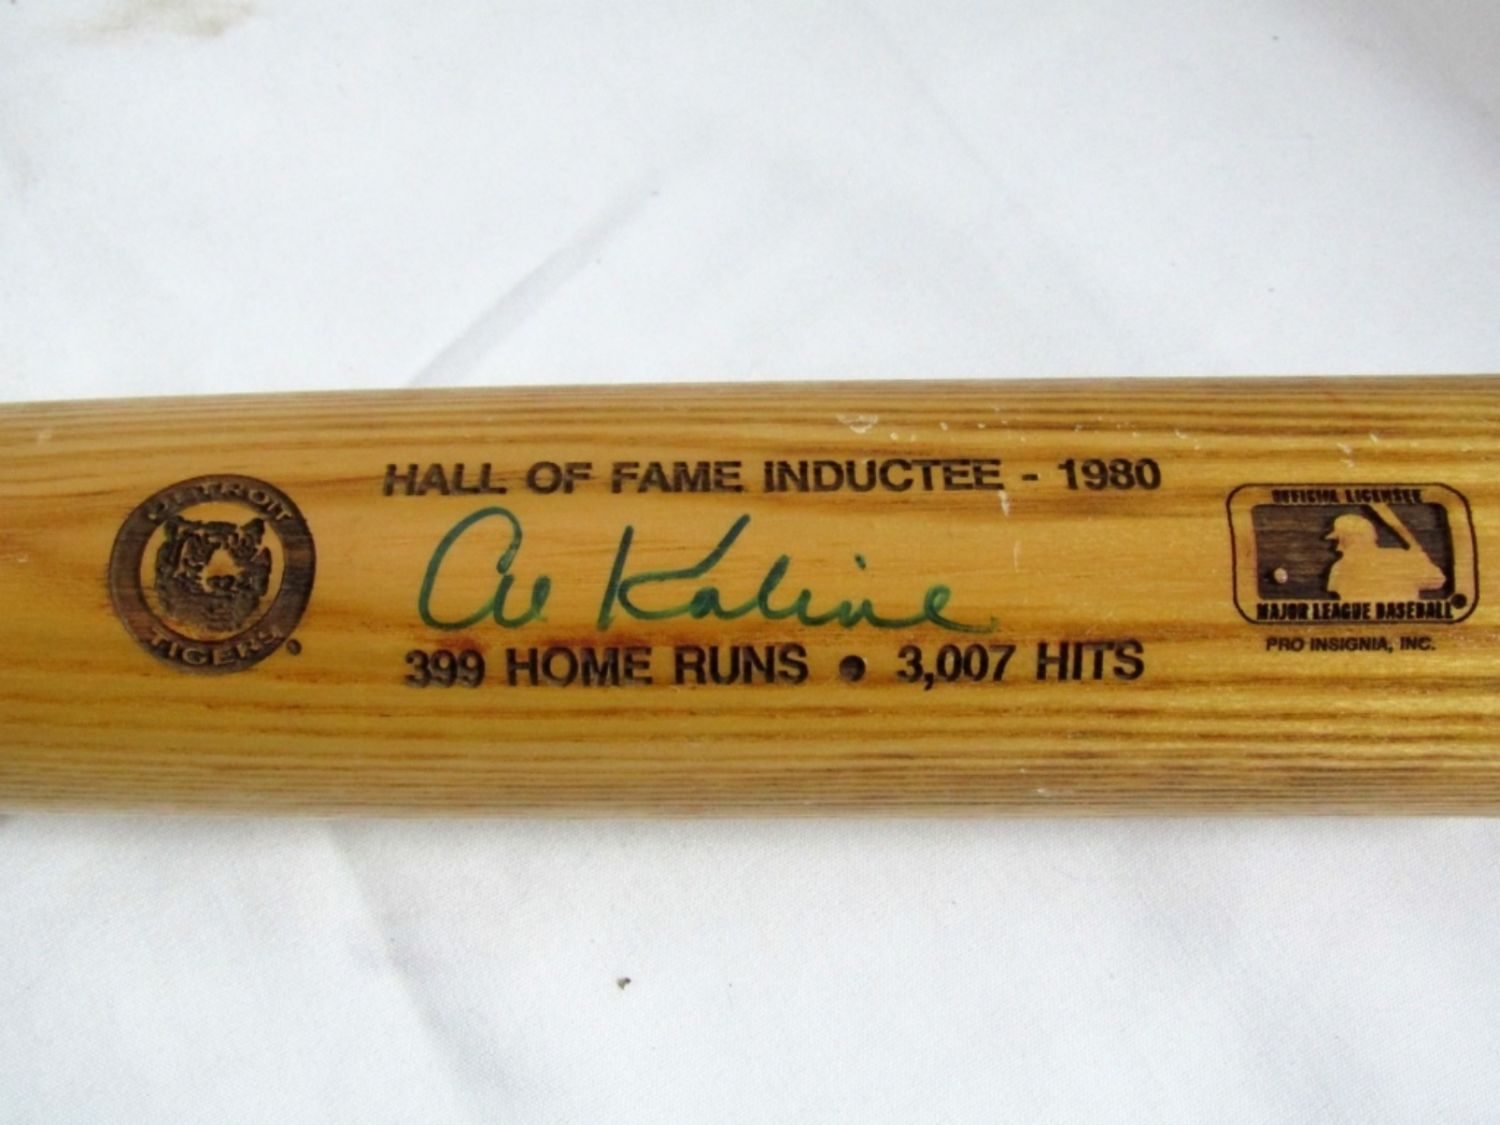 HALL OF FAME INDUCTEE - 1980
DETROIT
TIGERS®
Al Kaline
399 HOME RUNS • 3,007 HITS
OFFICIAL LICENSEE
MAJOR LEAGUE BASEBALL®
PRO INSIGNIA, INC.